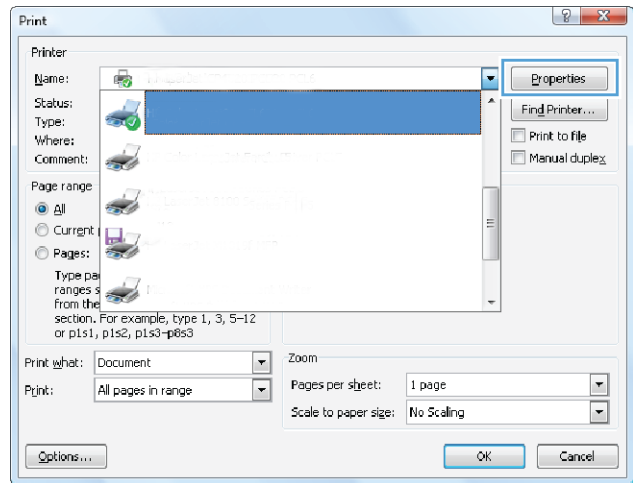 Print
Printer
Name:
Properties
Status:
Find Printer...
Type:
Where:
Print to file
Comment:
Manual duplex
Page range
All
Current
Pages:
Type
ranges
from the
section. For example, type 1, 3, 5–12
or p1s1, p1s2, p1s3–p8s3
Print what: Document
Print: All pages in range
Zoom
Pages per sheet: 1 page
Scale to paper size: No Scaling
Options...
OK
Cancel